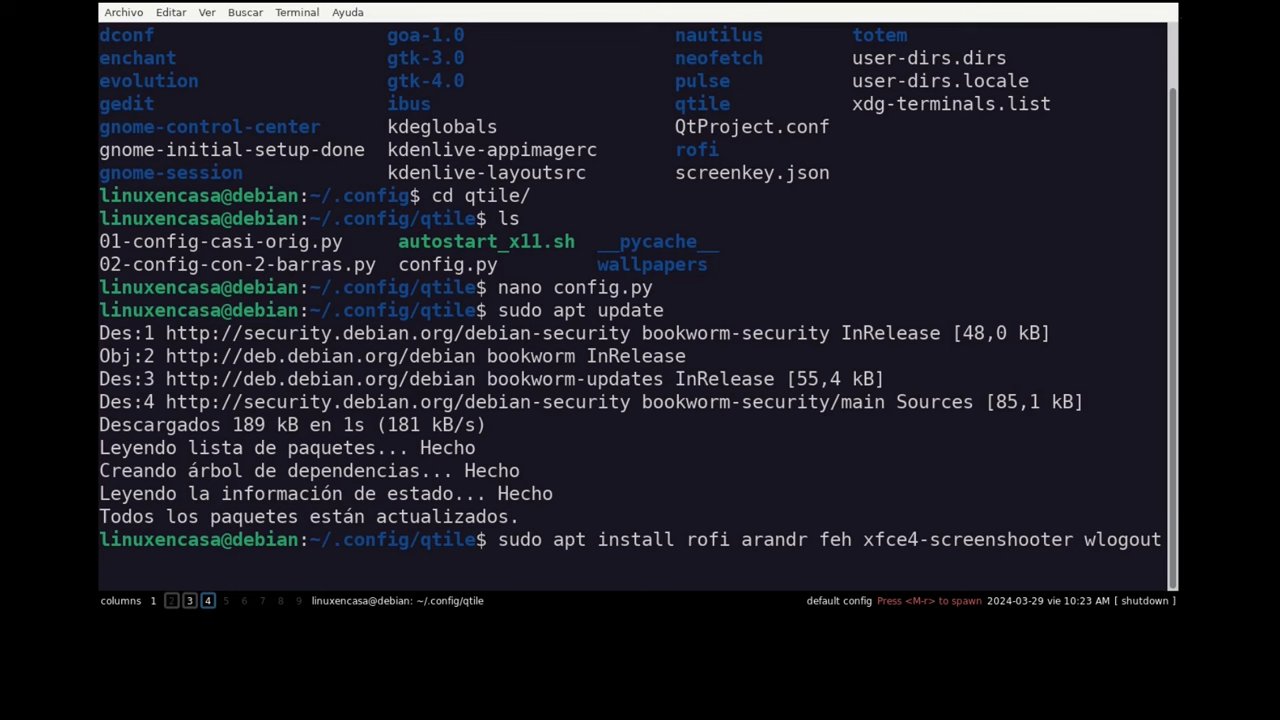 Archivo Editar Ver Buscar Terminal Ayuda
dconf goa-1.0 nautilus totem
enchant gtk-3.0 neofetch user-dirs.dirs
evolution gtk-4.0 pulse user-dirs.locale
gedit ibus qtile xdg-terminals.list
gnome-control-center kdeglobals QtProject.conf
gnome-initial-setup-done kdenlive-appimagerc rofi
gnome-session kdenlive-layoutsrc screenkey.json
linuxencasa@debian:~/.config$ cd qtile/
linuxencasa@debian:~/.config/qtile$ ls
01-config-casi-orig.py autostart_x11.sh __pycache__
02-config-con-2-barras.py config.py wallpapers
linuxencasa@debian:~/.config/qtile$ nano config.py
linuxencasa@debian:~/.config/qtile$ sudo apt update
Des:1 http://security.debian.org/debian-security bookworm-security InRelease [48,0 kB]
Obj:2 http://deb.debian.org/debian bookworm InRelease
Des:3 http://deb.debian.org/debian bookworm-updates InRelease [55,4 kB]
Des:4 http://security.debian.org/debian-security bookworm-security/main Sources [85,1 kB]
Descargados 189 kB en 1s (181 kB/s)
Leyendo lista de paquetes... Hecho
Creando árbol de dependencias... Hecho
Leyendo la información de estado... Hecho
Todos los paquetes están actualizados.
linuxencasa@debian:~/.config/qtile$ sudo apt install rofi arandr feh xfce4-screenshooter wlogout
columns 1 2 3 4 5 6 7 8 9 linuxencasa@debian: ~/.config/qtile default config Press <M-r> to spawn 2024-03-29 vie 10:23 AM [ shutdown ]